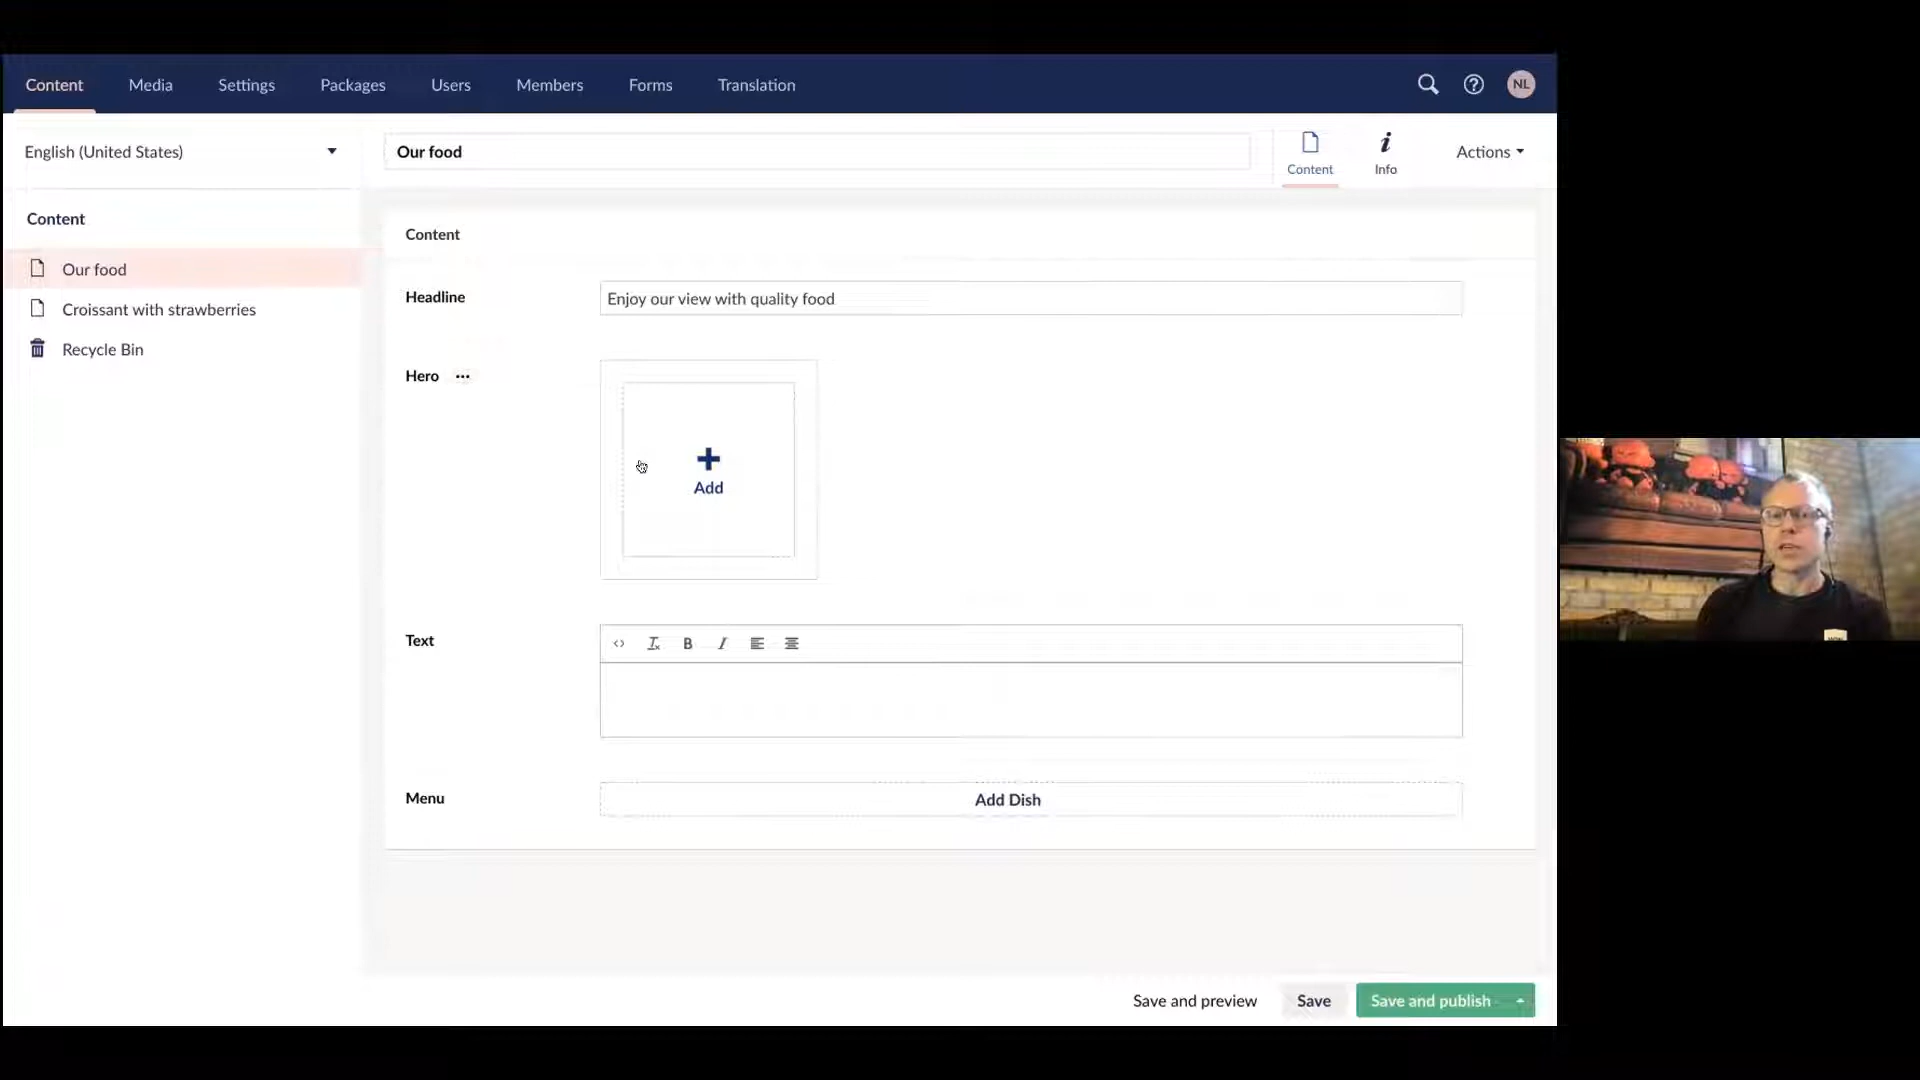 Content Media Settings Packages Users Members Forms Translation NL
English (United States)
Our food
Content Info Actions
Content
Our food
Croissant with strawberries
Recycle Bin
Content
Headline Enjoy our view with quality food
Hero
Add
Text
B I
Menu Add Dish
Save and preview Save Save and publish